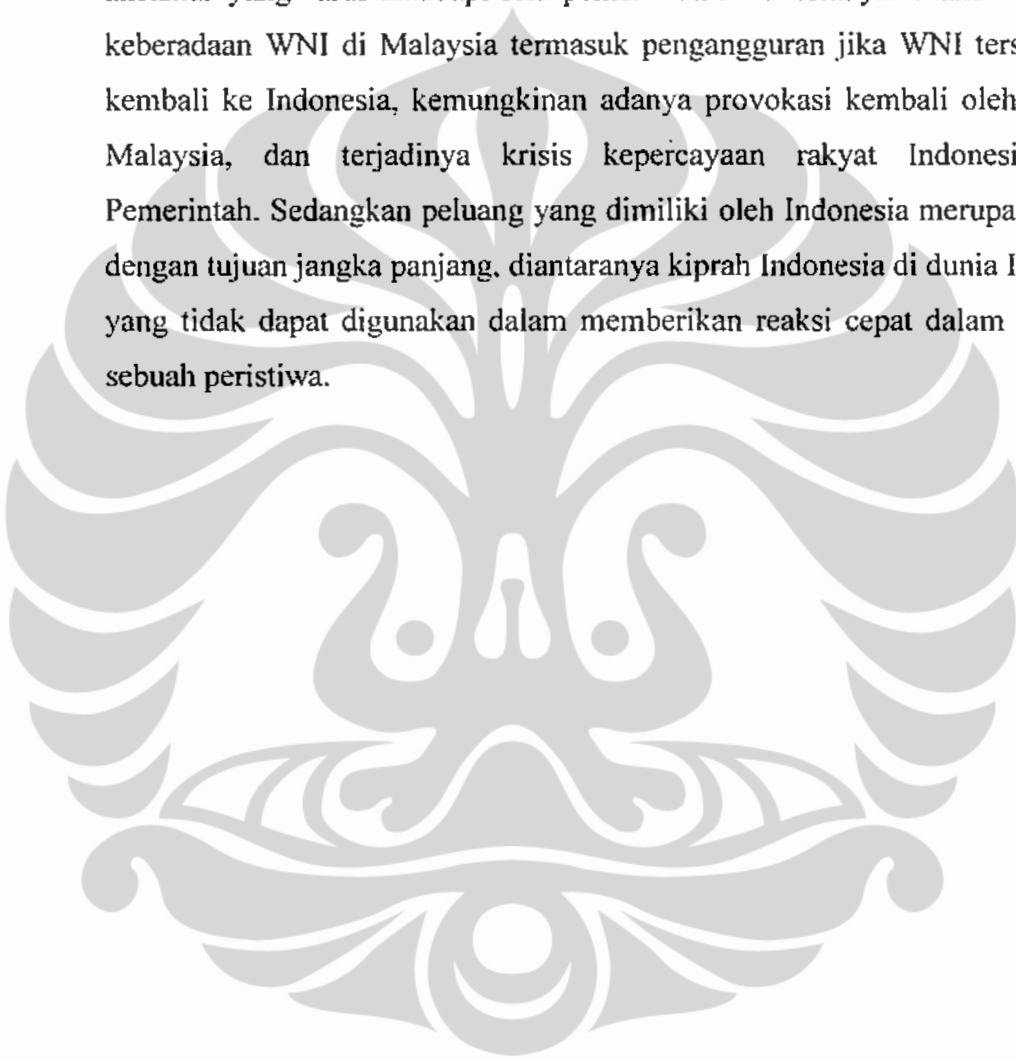 keberadaan WNI di Malaysia termasuk pengangguran jika WNI ters
kembali ke Indonesia, kemungkinan adanya provokasi kembali oleh
Malaysia, dan terjadinya krisis kepercayaan rakyat Indonesi
Pemerintah. Sedangkan peluang yang dimiliki oleh Indonesia merupa
dengan tujuan jangka panjang. diantaranya kiprah Indonesia di dunia I
yang tidak dapat digunakan dalam memberikan reaksi cepat dalam
sebuah peristiwa.